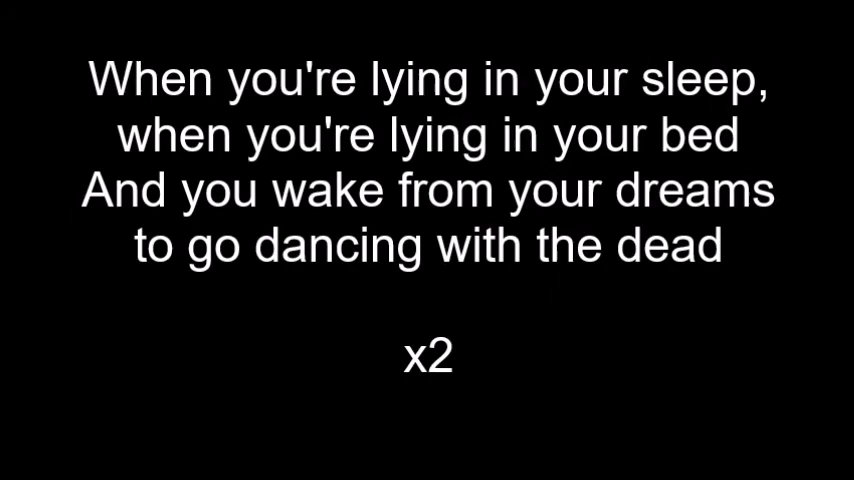 When you're lying in your sleep,
when you're lying in your bed
And you wake from your dreams
to go dancing with the dead
x2